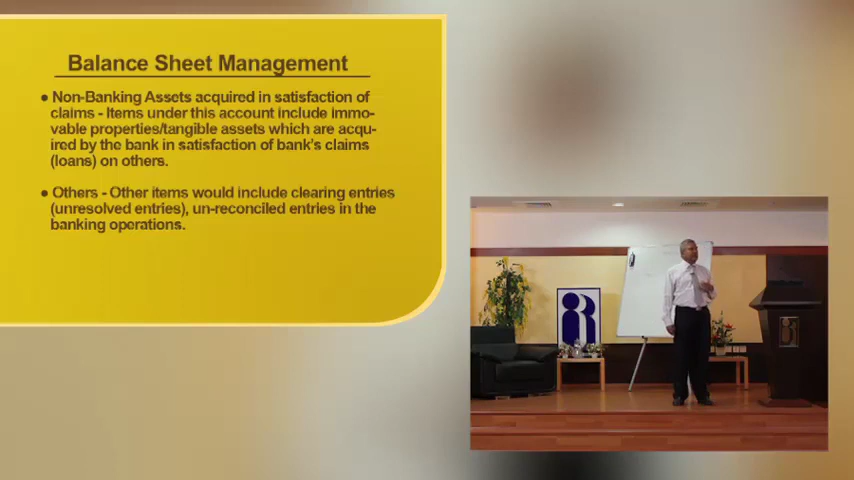 Balance Sheet Management
● Non-Banking Assets acquired in satisfaction of
claims - Items under this account include immo-
vable properties/tangible assets which are acqu-
ired by the bank in satisfaction of bank's claims
(loans) on others.
● Others - Other items would include clearing entries
(unresolved entries), un-reconciled entries in the
banking operations.